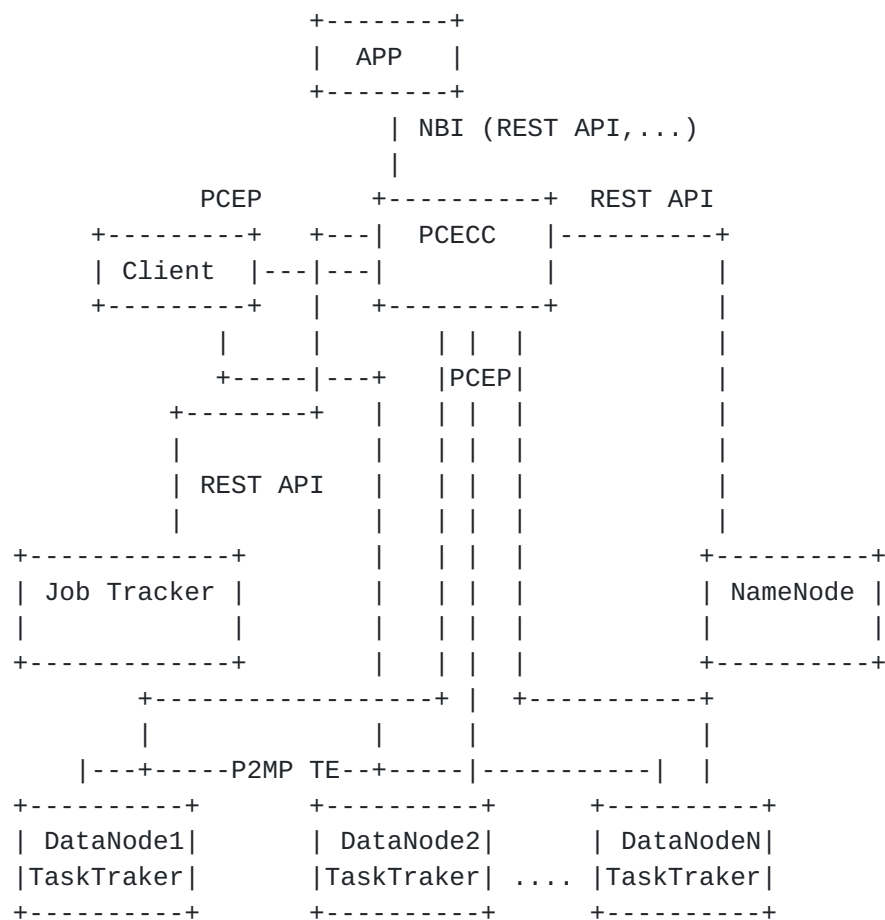 APP
NBI (REST API,...)
PCEP REST API
PCECC
Client
PCEP
REST API
Job Tracker NameNode
P2MP TE
DataNode1 DataNode2 DataNodeN
TaskTraker TaskTraker .... TaskTraker